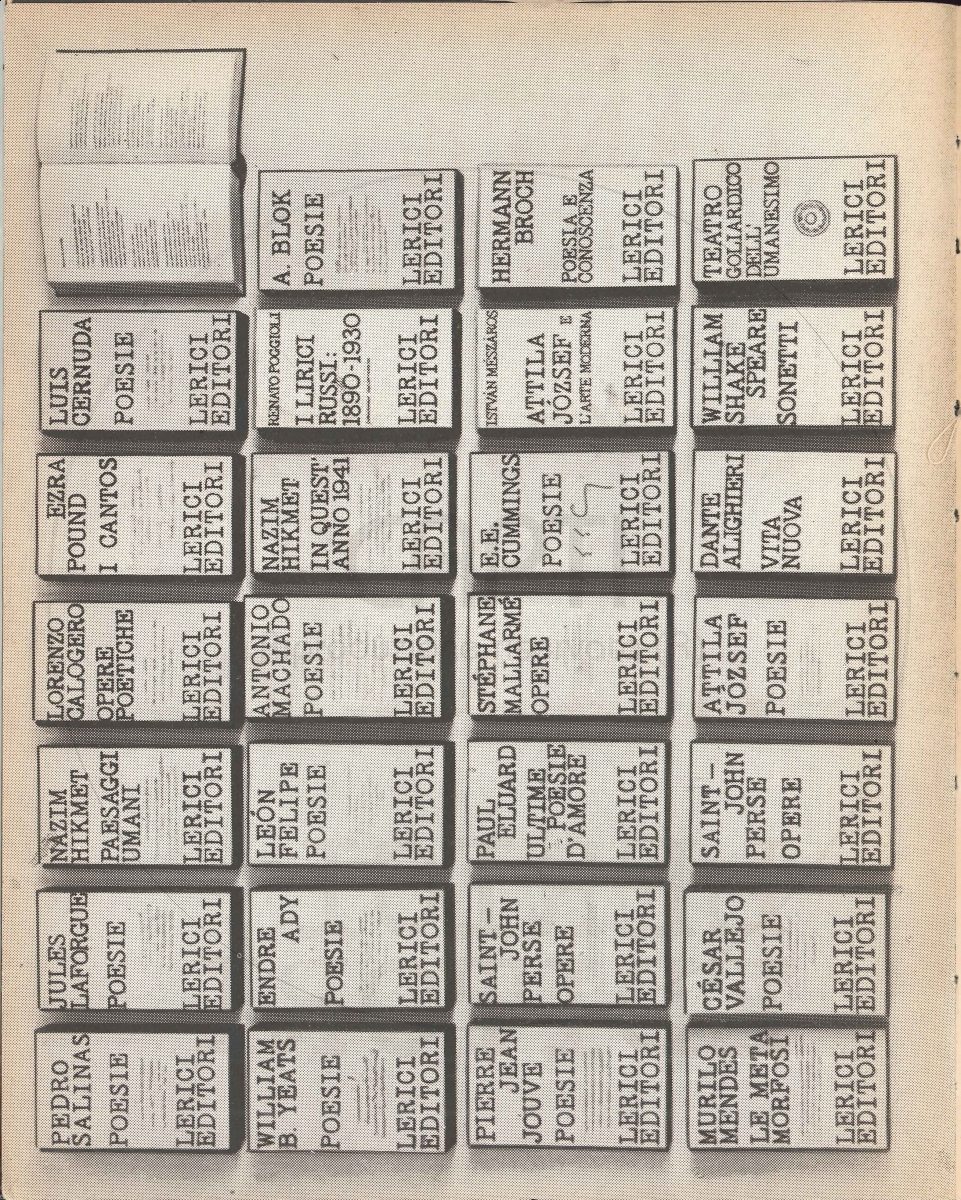 PEDRO
SALINAS
POESIE
LERICI
EDITORI
JULES
LAFORGUE
POESIE
LERICI
EDITORI
NAZIM
HIKMET
PAESAGGI
UMANI
LERICI
EDITORI
LORENZO
CALOGERO
OPERE
POETICHE
LERICI
EDITORI
EZRA
POUND
I CANTOS
LERICI
EDITORI
LUIS
CERNUDA
POESIE
LERICI
EDITORI
WILLIAM
B. YEATS
POESIE
LERICI
EDITORI
ENDRE
ADY
POESIE
LERICI
EDITORI
LEÓN
FELIPE
POESIE
LERICI
EDITORI
ANTONIO
MACHADO
POESIE
LERICI
EDITORI
NAZIM
HIKMET
IN QUEST'
ANNO 1941
LERICI
EDITORI
RENATO POGGIOLI
I LIRICI
RUSSI:
1890-1930
LERICI
EDITORI
A. BLOK
POESIE
LERICI
EDITORI
PIERRE
JEAN
JOUVE
POESIE
LERICI
EDITORI
SAINT-
JOHN
PERSE
OPERE
LERICI
EDITORI
PAUL
ELUARD
ULTIME
POESIE
D'AMORE
LERICI
EDITORI
STÉPHANE
MALLARMÉ
OPERE
LERICI
EDITORI
E.E.
CUMMINGS
POESIE
LERICI
EDITORI
ISTVÁN MÉSZÁROS
ATTILA
JÓZSEF E
L'ARTE MODERNA
LERICI
EDITORI
HERMANN
BROCH
POESIA E
CONOSCENZA
LERICI
EDITORI
MURILO
MENDES
LE META
MORFOSI
LERICI
EDITORI
CÉSAR
VALLEJO
POESIE
LERICI
EDITORI
SAINT-
JOHN
PERSE
OPERE
LERICI
EDITORI
ATTILA
JOZSEF
POESIE
LERICI
EDITORI
DANTE
ALIGHIERI
VITA
NUOVA
LERICI
EDITORI
WILLIAM
SHAKE
SPEARE
SONETTI
LERICI
EDITORI
TEATRO
GOLIARDICO
DELL'
UMANESIMO
LERICI
EDITORI